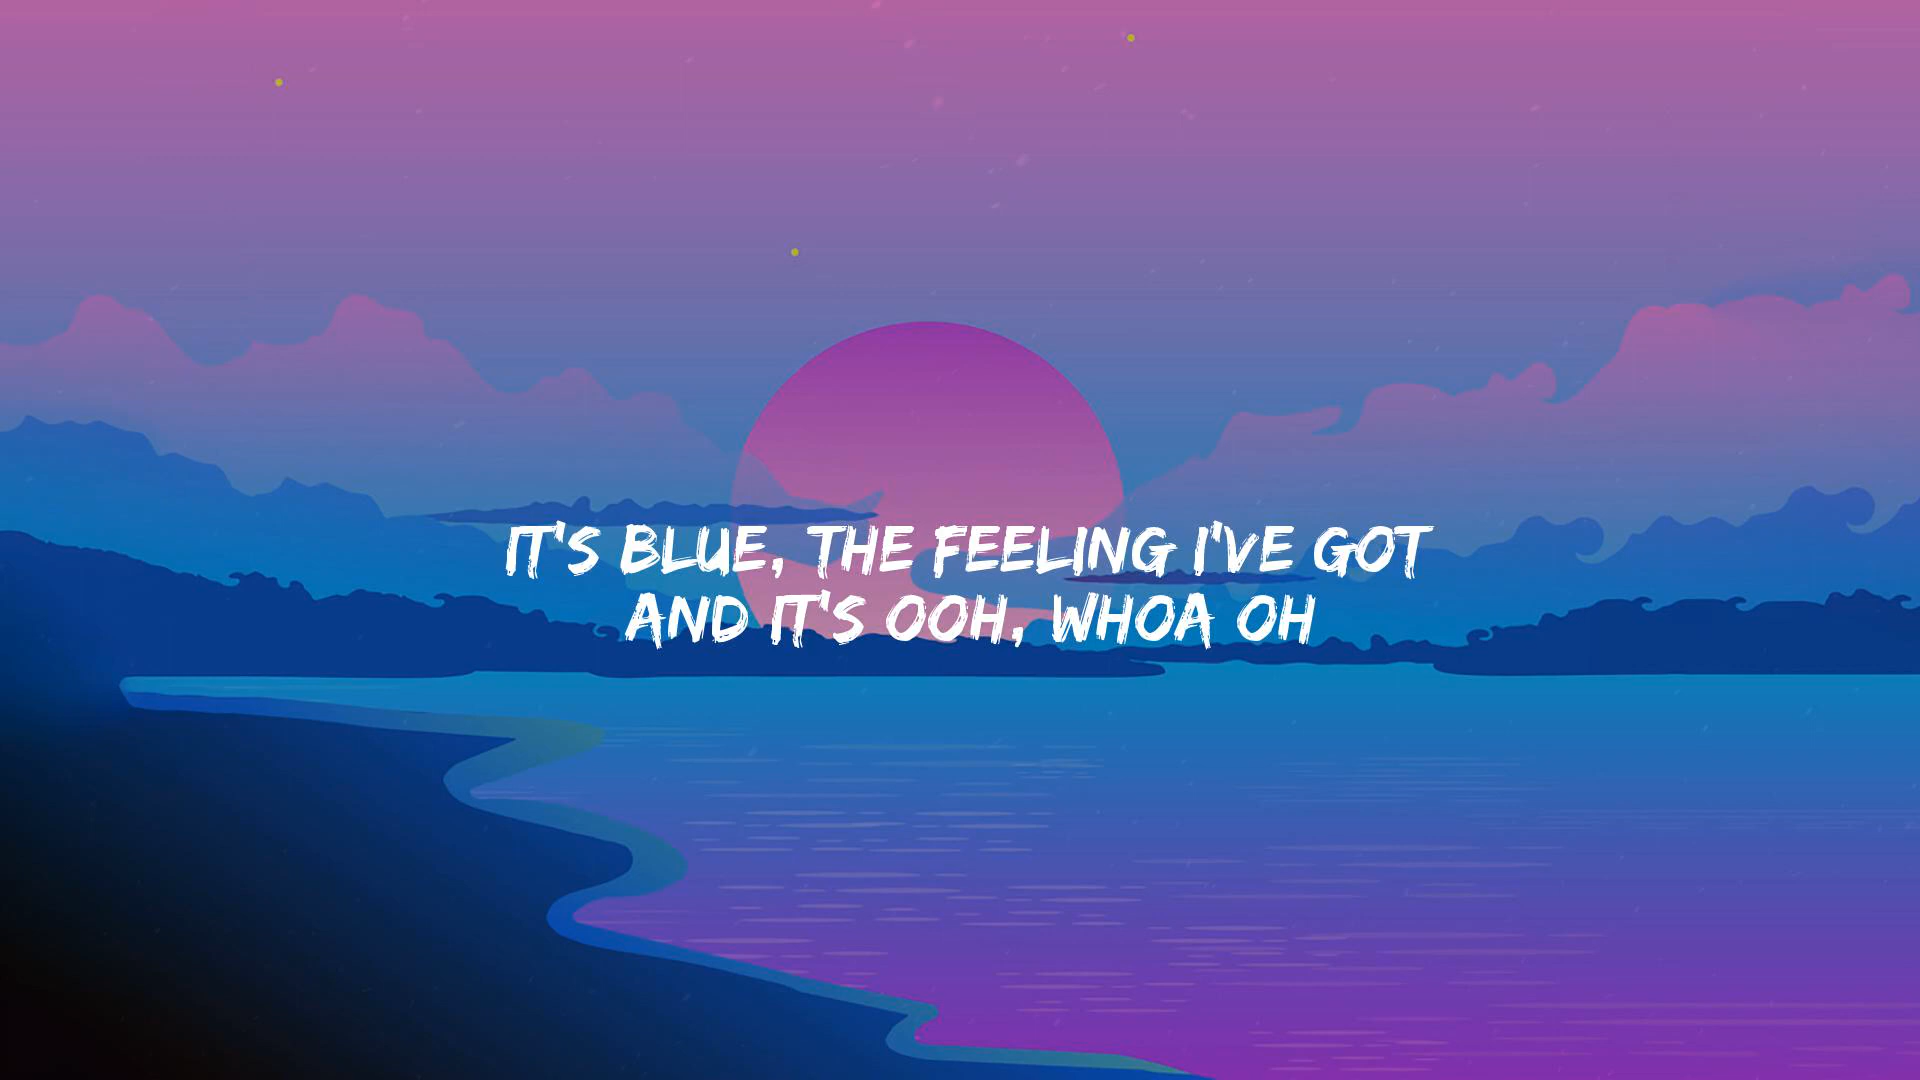 IT'S BLUE, THE FEELING I'VE GOT
AND IT'S OOH, WHOA OH